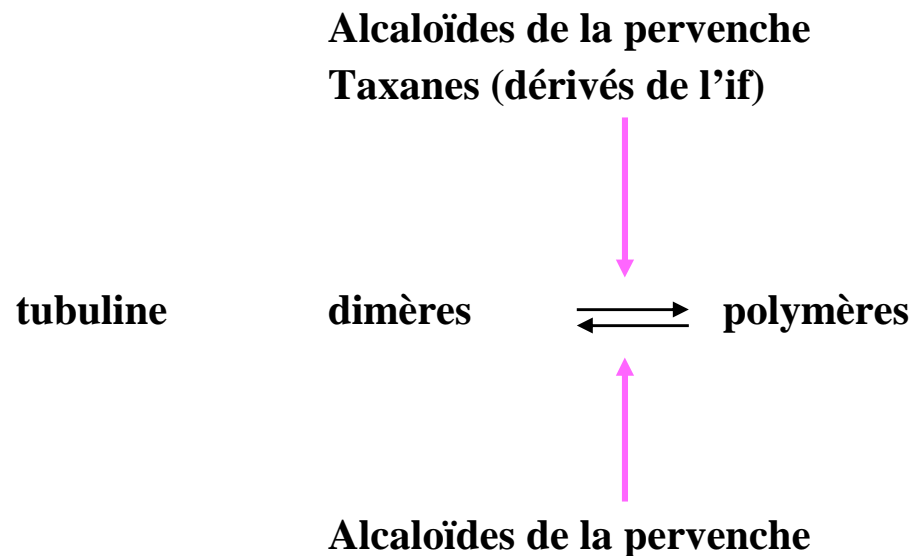 Alcaloïdes de la pervenche
Taxanes (dérivés de l’if)
tubuline dimères polymères
Alcaloïdes de la pervenche